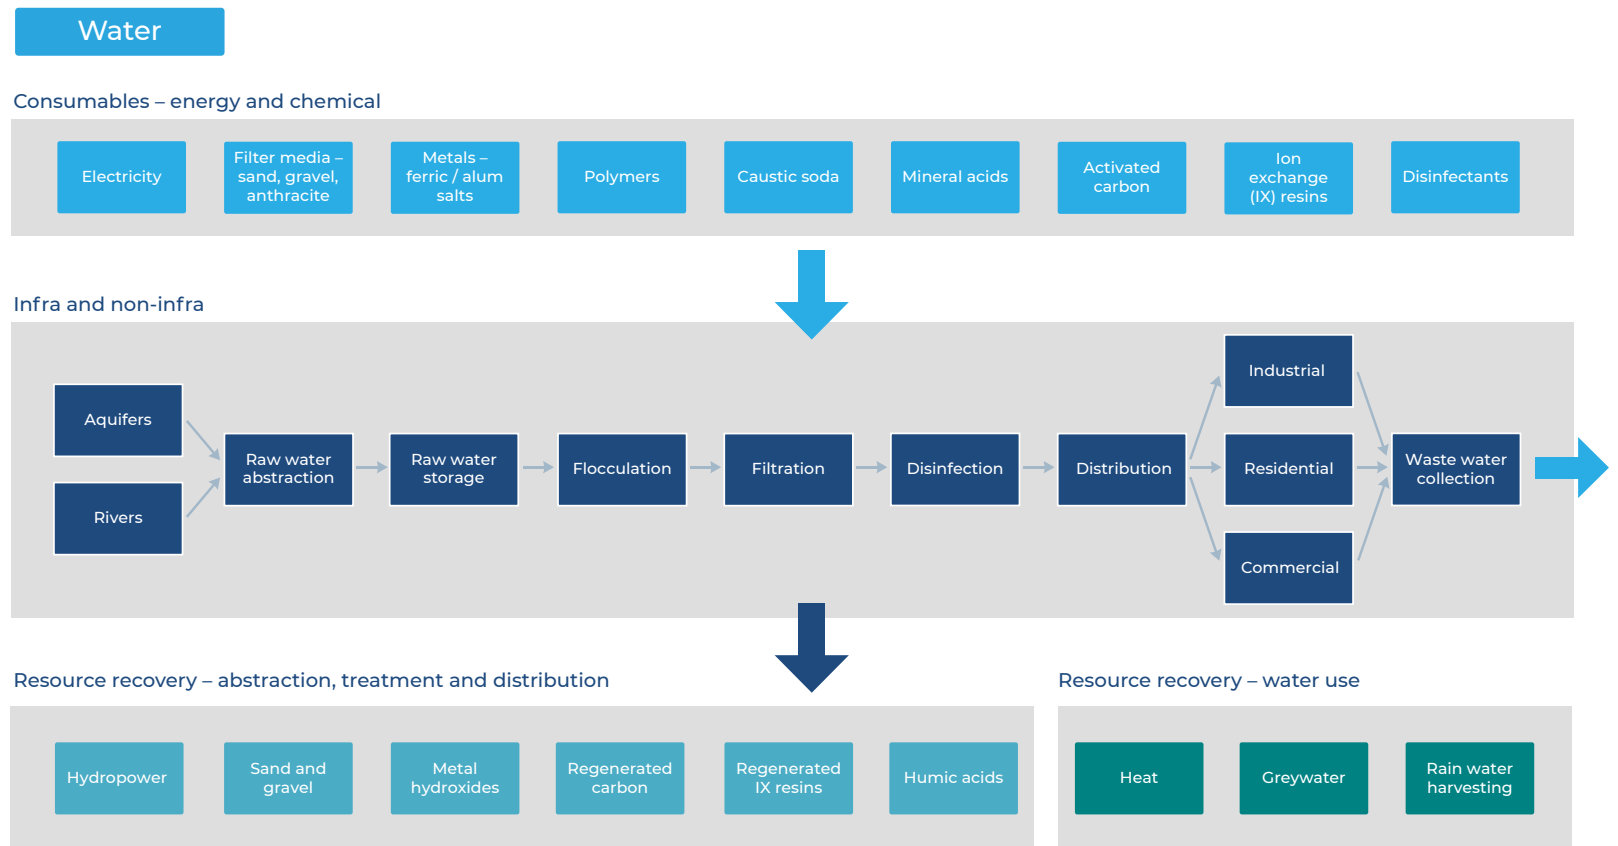 Water
Consumables – energy and chemical
Electricity
Filter media –
sand, gravel,
anthracite
Metals –
ferric / alum
salts
Polymers
Caustic soda
Mineral acids
Activated
carbon
Ion
exchange
(IX) resins
Disinfectants
Infra and non-infra
Aquifers
Rivers
Raw water
abstraction
Raw water
storage
Flocculation
Filtration
Disinfection
Distribution
Industrial
Residential
Commercial
Waste water
collection
Resource recovery – abstraction, treatment and distribution
Hydropower
Sand and
gravel
Metal
hydroxides
Regenerated
carbon
Regenerated
IX resins
Humic acids
Resource recovery – water use
Heat
Greywater
Rain water
harvesting